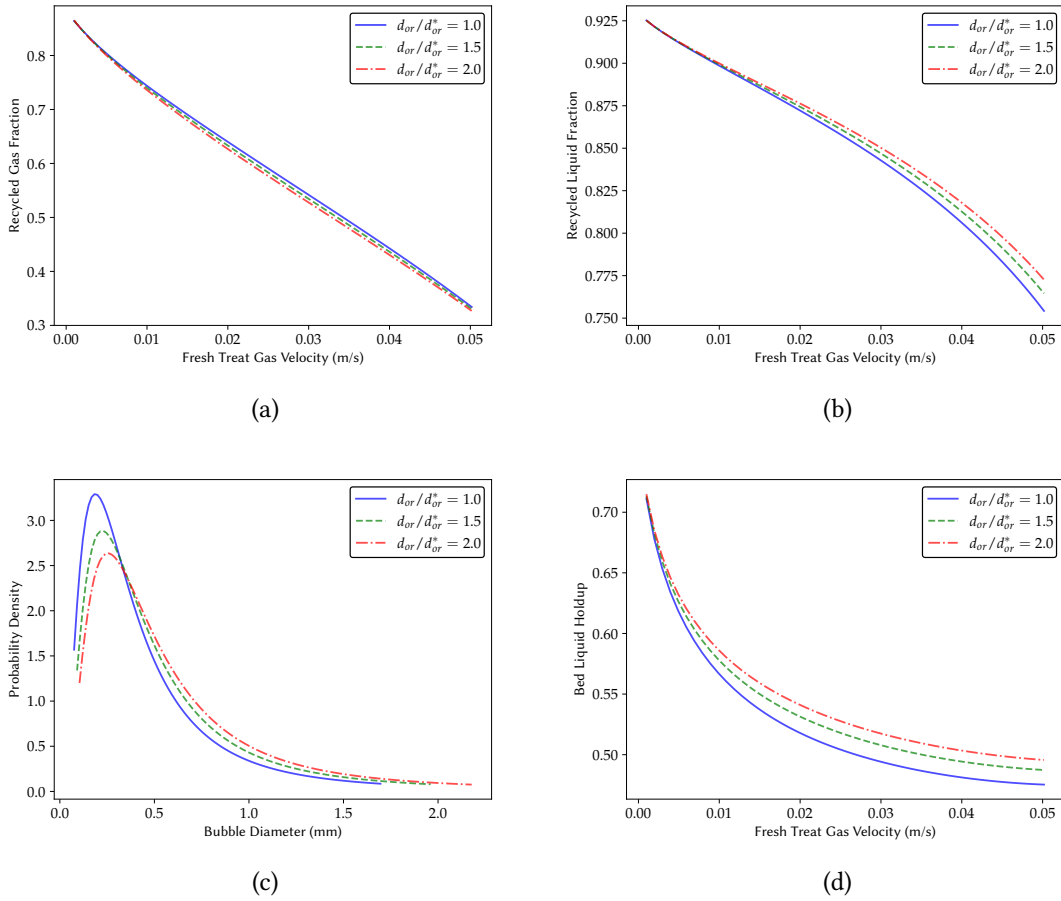 0.8
0.7
0.6
0.5
0.4
0.3
Recycled Gas Fraction
0.00 0.01 0.02 0.03 0.04 0.05
Fresh Treat Gas Velocity (m/s)
d_or/d*_or = 1.0
d_or/d*_or = 1.5
d_or/d*_or = 2.0
(a)
0.925
0.900
0.875
0.850
0.825
0.800
0.775
0.750
Recycled Liquid Fraction
0.00 0.01 0.02 0.03 0.04 0.05
Fresh Treat Gas Velocity (m/s)
d_or/d*_or = 1.0
d_or/d*_or = 1.5
d_or/d*_or = 2.0
(b)
3.0
2.5
2.0
1.5
1.0
0.5
0.0
Probability Density
0.0 0.5 1.0 1.5 2.0
Bubble Diameter (mm)
d_or/d*_or = 1.0
d_or/d*_or = 1.5
d_or/d*_or = 2.0
(c)
0.70
0.65
0.60
0.55
0.50
Bed Liquid Holdup
0.00 0.01 0.02 0.03 0.04 0.05
Fresh Treat Gas Velocity (m/s)
d_or/d*_or = 1.0
d_or/d*_or = 1.5
d_or/d*_or = 2.0
(d)